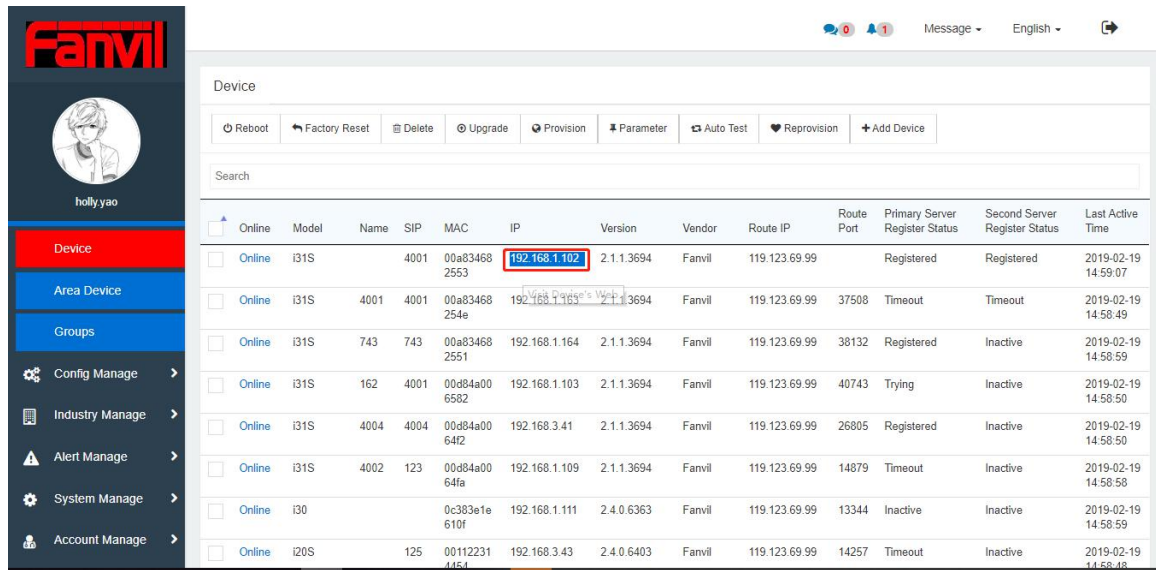 Fanvil
0 1 Message English
holly.yao
Device
Area Device
Groups
Config Manage
Industry Manage
Alert Manage
System Manage
Account Manage
Device
Reboot Factory Reset Delete Upgrade Provision Parameter Auto Test Reprovision Add Device
Search
Online Model Name SIP MAC IP Version Vendor Route IP Route Port Primary Server Register Status Second Server Register Status Last Active Time
Online i31S 4001 00a83468 192.168.1.102 2.1.1.3694 Fanvil 119.123.69.99 Registered Registered 2019-02-19
2553 14:59:07
Visit Device's Web
Online i31S 4001 4001 00a83468 192.168.1.163 2.1.1.3694 Fanvil 119.123.69.99 37508 Timeout Timeout 2019-02-19
254e 14:58:49
Online i31S 743 743 00a83468 192.168.1.164 2.1.1.3694 Fanvil 119.123.69.99 38132 Registered Inactive 2019-02-19
2551 14:58:59
Online i31S 162 4001 00d84a00 192.168.1.103 2.1.1.3694 Fanvil 119.123.69.99 40743 Trying Inactive 2019-02-19
6582 14:58:50
Online i31S 4004 4004 00d84a00 192.168.3.41 2.1.1.3694 Fanvil 119.123.69.99 26805 Registered Inactive 2019-02-19
64f2 14:58:50
Online i31S 4002 123 00d84a00 192.168.1.109 2.1.1.3694 Fanvil 119.123.69.99 14879 Timeout Inactive 2019-02-19
64fa 14:58:58
Online i30 0c383e1e 192.168.1.111 2.4.0.6363 Fanvil 119.123.69.99 13344 Inactive Inactive 2019-02-19
610f 14:58:59
Online i20S 125 00112231 192.168.3.43 2.4.0.6403 Fanvil 119.123.69.99 14257 Timeout Inactive 2019-02-19
4454 14:58:48